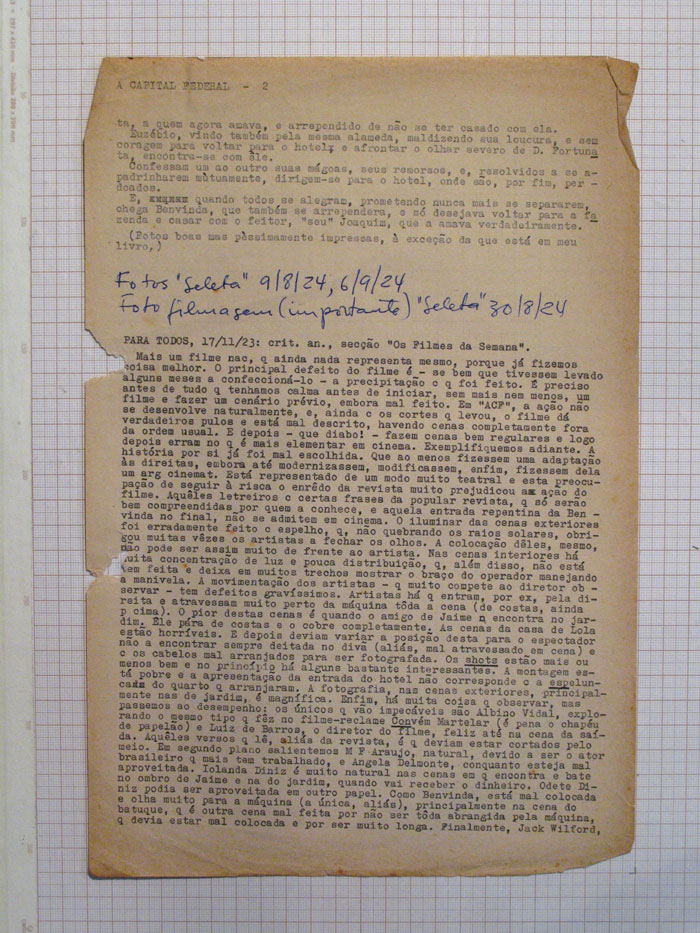 A CAPITAL FEDERAL - 2
ta, a quem agora amava, e arrependido de não se ter casado com ela.
Euzébio, vindo também pela mesma alameda, maldizendo sua loucura, e sem
coragem para voltar para o hotel, e afrontar o olhar severo de D. Fortuna
ta, encontra-se com êle.
Confessam um ao outro suas mágoas, seus remorsos, e, resolvidos a se a-
padrinharem mutuamente, dirigem-se para o hotel, onde são, por fim, per-
doados.
E, quando todos se alegram, prometendo nunca mais se separarem,
chega Benvinda, que também se arrependera, e só desejava voltar para a fa
zenda e casar com o feitor, "seu" Joaquim, que a amava verdadeiramente.
(Fotos boas mas pèssimamente impressas, à exceção da que está em meu
livro,)
Fotos "Seleta" 9/8/24, 6/9/24
Foto filmagem (importante) "Seleta" 30/8/24
PARA TODOS, 17/11/23: crit. an., secção "Os Filmes da Semana".
Mais um filme nac, q ainda nada representa mesmo, porque já fizemos
coisa melhor. O principal defeito do filme é - se bem que tivessem levado
alguns meses a confeccioná-lo - a precipitação c q foi feito. É preciso
antes de tudo q tenhamos calma antes de iniciar, sem mais nem menos, um
filme e fazer um cenário prévio, embora mal feito. Em "ACF", a ação não
se desenvolve naturalmente, e, ainda c os cortes q levou, o filme dá
verdadeiros pulos e está mal descrito, havendo cenas completamente fora
da ordem usual. E depois - que diabo! - fazem cenas bem regulares e logo
depois erram no q é mais elementar em cinema. Exemplifiquemos adiante. A
história por si já foi mal escolhida. Que ao menos fizessem uma adaptação
às direitas, embora até modernizassem, modificassem, enfim, fizessem dela
um arg cinemat. Está representado de um modo muito teatral e esta preocu-
pação de seguir à risca o enrêdo da revista muito prejudicou a ação do
filme. Aquêles letreiros c certas frases da popular revista, q só serão
bem compreendidas por quem a conhece, e aquela entrada repentina da Ben -
vinda no final, não se admitem em cinema. O iluminar das cenas exteriores
foi erradamente feito c espelho, q, não quebrando os raios solares, obri-
gou muitas vêzes os artistas a fechar os olhos. A colocação dêles, mesmo,
não pode ser assim muito de frente ao artista. Nas cenas interiores há
muita concentração de luz e pouca distribuição, q, além disso, não está
bem feita e deixa em muitos trechos mostrar o braço do operador manejando
a manivela. A movimentação dos artistas - q muito compete ao diretor ob -
servar - tem defeitos gravíssimos. Artistas há q entram, por ex, pela di-
reita e atravessam muito perto da máquina tôda a cena (de costas, ainda
p cima). O pior destas cenas é quando o amigo de Jaime o encontra no jar-
dim. Êle pára de costas e o cobre completamente. As cenas da casa de Lola
estão horríveis. E depois deviam variar a posição desta para o espectador
não a encontrar sempre deitada no divã (aliás, mal atravessado em cena) e
c os cabelos mal arranjados para ser fotografada. Os shots estão mais ou
menos bem e no princípio há alguns bastante interessantes. A montagem es-
tá pobre e a apresentação da entrada do hotel não corresponde c a espelun-
ca do quarto q arranjaram. A fotografia, nas cenas exteriores, principal-
mente nas de jardim, é magnífica. Enfim, há muita coisa q observar, mas
passemos ao desempenho: os únicos q vão impecáveis são Albino Vidal, explo-
rando o mesmo tipo q fêz no filme-reclame Convém Martelar (é pena o chapéu
de papelão) e Luiz de Barros, o diretor do filme, feliz até na cena da saí-
da. Aquêles versos q lê, aliás da revista, é q deviam estar cortados pelo
meio. Em segundo plano salientemos M F Araujo, natural, devido a ser o ator
brasileiro q mais tem trabalhado, e Angela Delmonte, conquanto esteja mal
aproveitada. Iolanda Diniz é muito natural nas cenas em q encontra e bate
no ombro de Jaime e na do jardim, quando vai receber o dinheiro. Odete Di-
niz podia ser aproveitada em outro papel. Como Benvinda, está mal colocada
e olha muito para a máquina (a única, aliás), principalmente na cena do
batuque, q é outra cena mal feita por não ser tôda abrangida pela máquina,
q devia estar mal colocada e por ser muito longa. Finalmente, Jack Wilford,